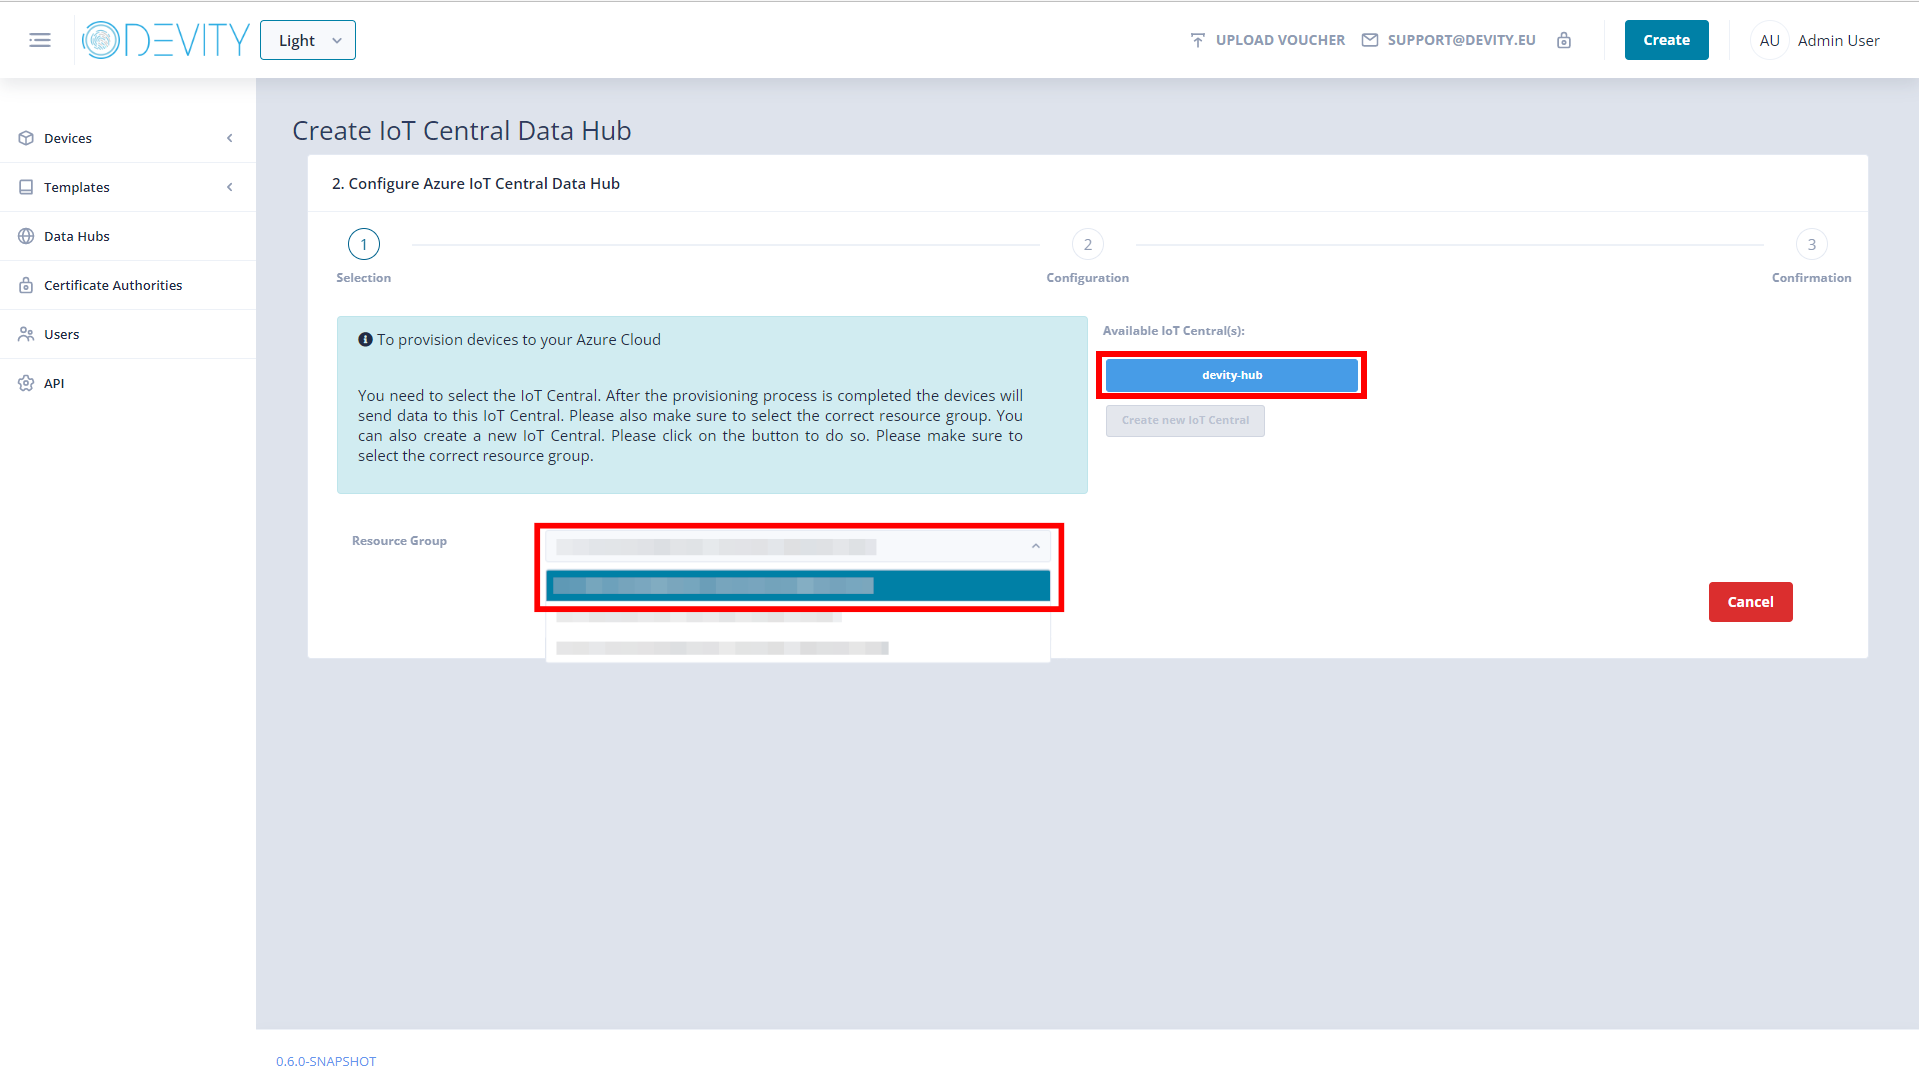 DEVITY
Light
UPLOAD VOUCHER
SUPPORT@DEVITY.EU
Create
AU
Admin User
Devices
Templates
Data Hubs
Certificate Authorities
Users
API
Create IoT Central Data Hub
2. Configure Azure IoT Central Data Hub
1
2
3
Selection
Configuration
Confirmation
To provision devices to your Azure Cloud
You need to select the IoT Central. After the provisioning process is completed the devices will
send data to this IoT Central. Please also make sure to select the correct resource group. You
can also create a new IoT Central. Please click on the button to do so. Please make sure to
select the correct resource group.
Available IoT Central(s):
devity-hub
Create new IoT Central
Resource Group
Cancel
0.6.0-SNAPSHOT